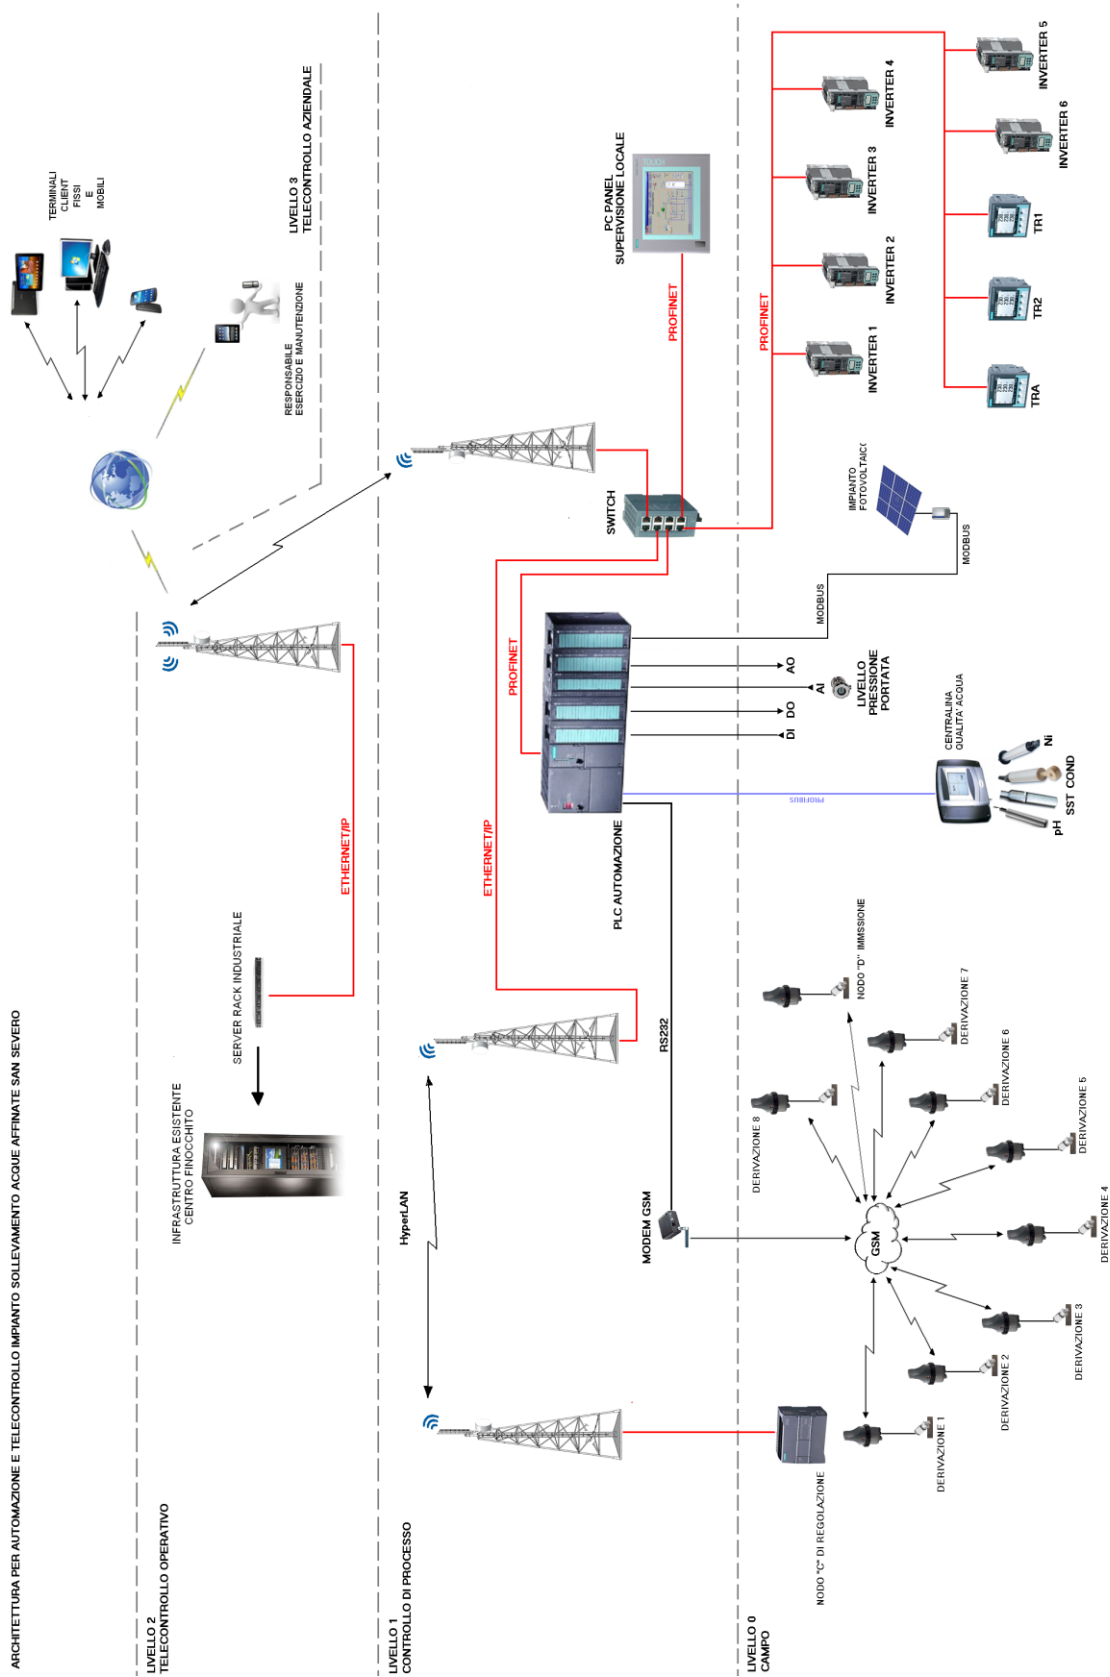 ARCHITETTURA PER AUTOMAZIONE E TELECONTROLLO IMPIANTO SOLLEVAMENTO ACQUE AFFINATE SAN SEVERO
TERMINALI
CLIENT
FISSI
E
MOBILI
LIVELLO 3
TELECONTROLLO AZIENDALE
RESPONSABILE
ESERCIZIO E MANUTENZIONE
LIVELLO 2
TELECONTROLLO OPERATIVO
INFRASTRUTTURA ESISTENTE
CENTRO FINOCCHITO
SERVER RACK INDUSTRIALE
ETHERNET/IP
LIVELLO 1
CONTROLLO DI PROCESSO
HyperLAN
ETHERNET/IP
PROFINET
SWITCH
PC PANEL
SUPERVISIONE LOCALE
TOUCH
PROFINET
PLC AUTOMAZIONE
RS232
MODEM GSM
LIVELLO 0
CAMPO
PROFINET
INVERTER 1
INVERTER 2
INVERTER 3
INVERTER 4
INVERTER 5
INVERTER 6
TR1
TR2
TRA
IMPIANTO
FOTOVOLTAICO
MODBUS
MODBUS
DI
DO
AI
AO
LIVELLO
PRESSIONE
PORTATA
PROFIBUS
CENTRALINA
QUALITA' ACQUA
pH
SST
COND
Ni
NODO "C" DI REGOLAZIONE
GSM
DERIVAZIONE 1
DERIVAZIONE 2
DERIVAZIONE 3
DERIVAZIONE 4
DERIVAZIONE 5
DERIVAZIONE 6
DERIVAZIONE 7
DERIVAZIONE 8
NODO "D" IMMSSIONE